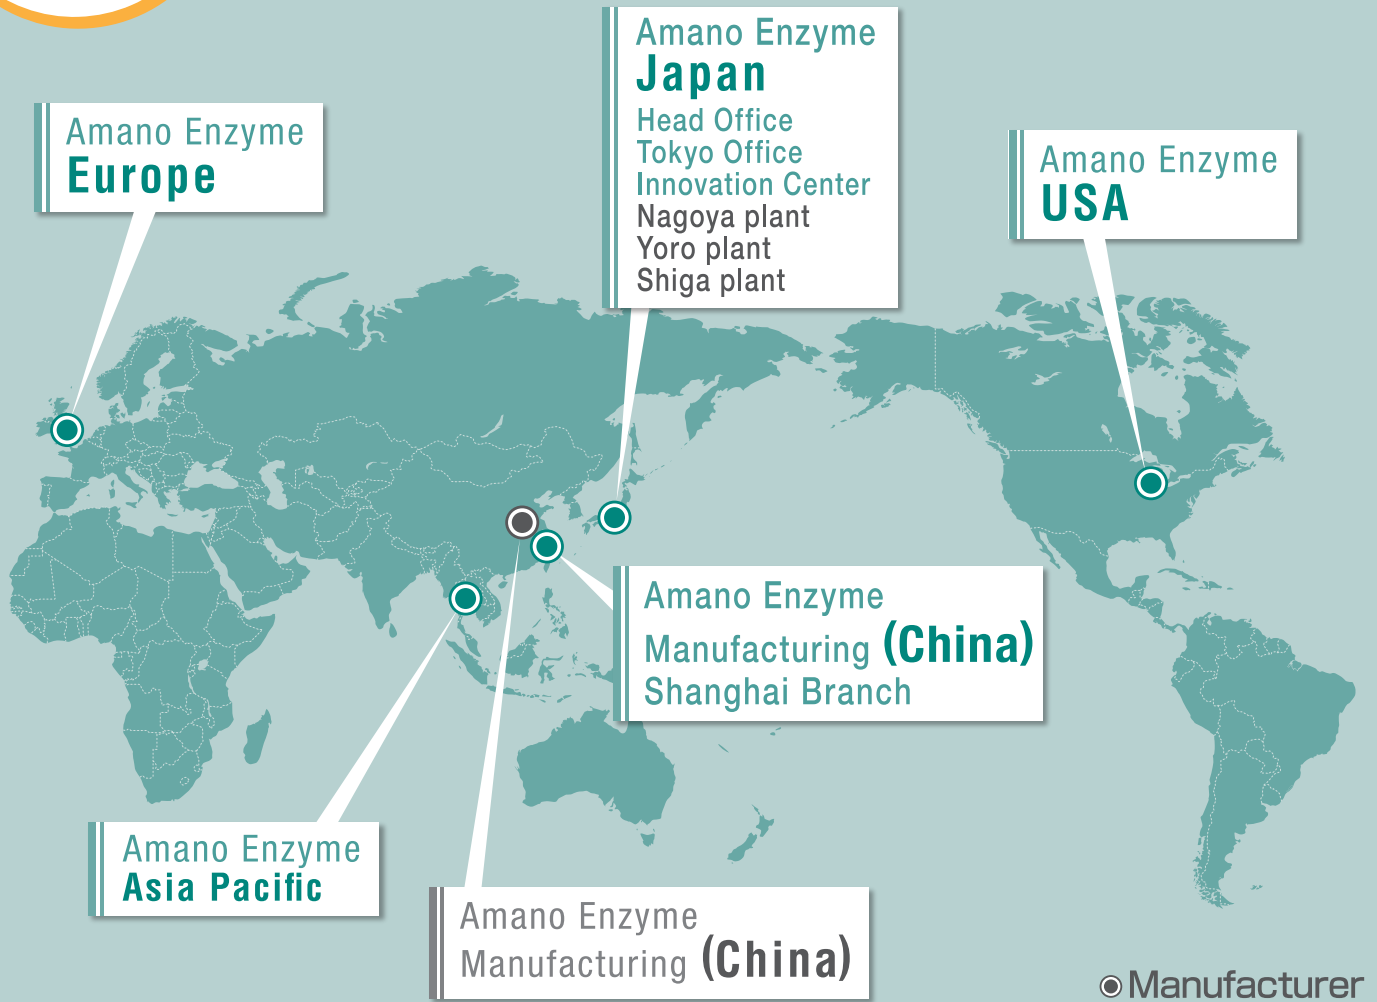 Amano Enzyme
Japan
Head Office
Tokyo Office
Innovation Center
Nagoya plant
Yoro plant
Shiga plant
Amano Enzyme
Europe
Amano Enzyme
USA
Amano Enzyme
Manufacturing (China)
Shanghai Branch
Amano Enzyme
Asia Pacific
Amano Enzyme
Manufacturing (China)
Manufacturer